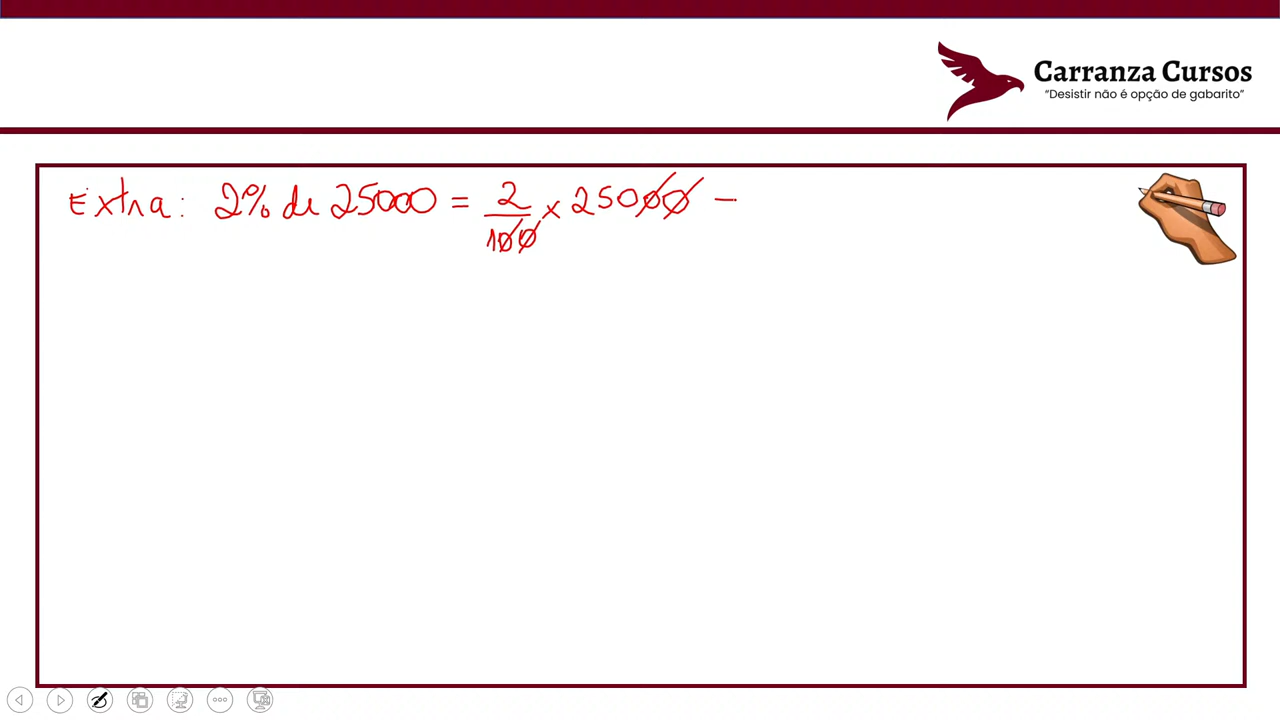 Carranza Cursos
“Desistir não é opção de gabarito”
Extra: 2% de 25000 = 2/100 x 25000 -